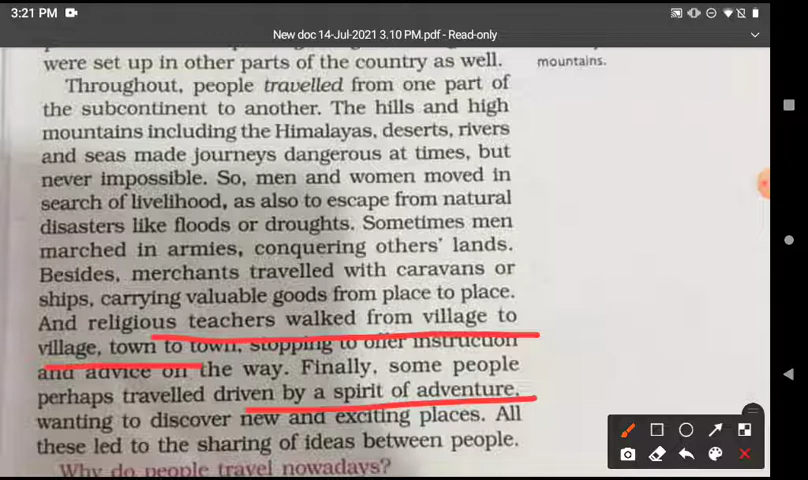 3:21 PM
New doc 14-Jul-2021 3.10 PM.pdf - Read-only
were set up in other parts of the country as well.
mountains.
Throughout, people travelled from one part of
the subcontinent to another. The hills and high
mountains including the Himalayas, deserts, rivers
and seas made journeys dangerous at times, but
never impossible. So, men and women moved in
search of livelihood, as also to escape from natural
disasters like floods or droughts. Sometimes men
marched in armies, conquering others' lands.
Besides, merchants travelled with caravans or
ships, carrying valuable goods from place to place.
And religious teachers walked from village to
village, town to town, stopping to offer instruction
and advice on the way. Finally, some people
perhaps travelled driven by a spirit of adventure,
wanting to discover new and exciting places. All
these led to the sharing of ideas between people.
Why do people travel nowadays?